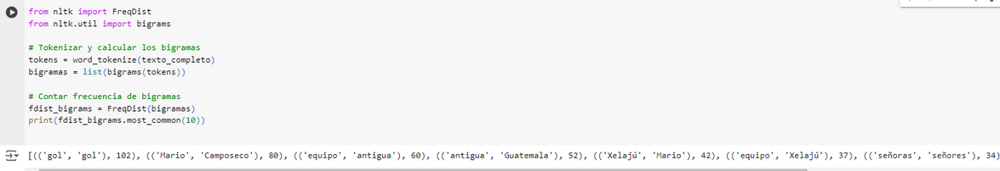 from nltk import FreqDist
from nltk.util import bigrams
# Tokenizar y calcular los bigramas
tokens = word_tokenize(texto_completo)
bigramas = list(bigrams(tokens))
# Contar frecuencia de bigramas
fdist_bigrams = FreqDist(bigramas)
print(fdist_bigrams.most_common(10))
[(('gol', 'gol'), 102), (('Mario', 'Camposeco'), 80), (('equipo', 'antigua'), 60), (('antigua', 'Guatemala'), 52), (('Xelajú', 'Mario'), 42), (('equipo', 'Xelajú'), 37), (('señoras', 'señores'), 34)